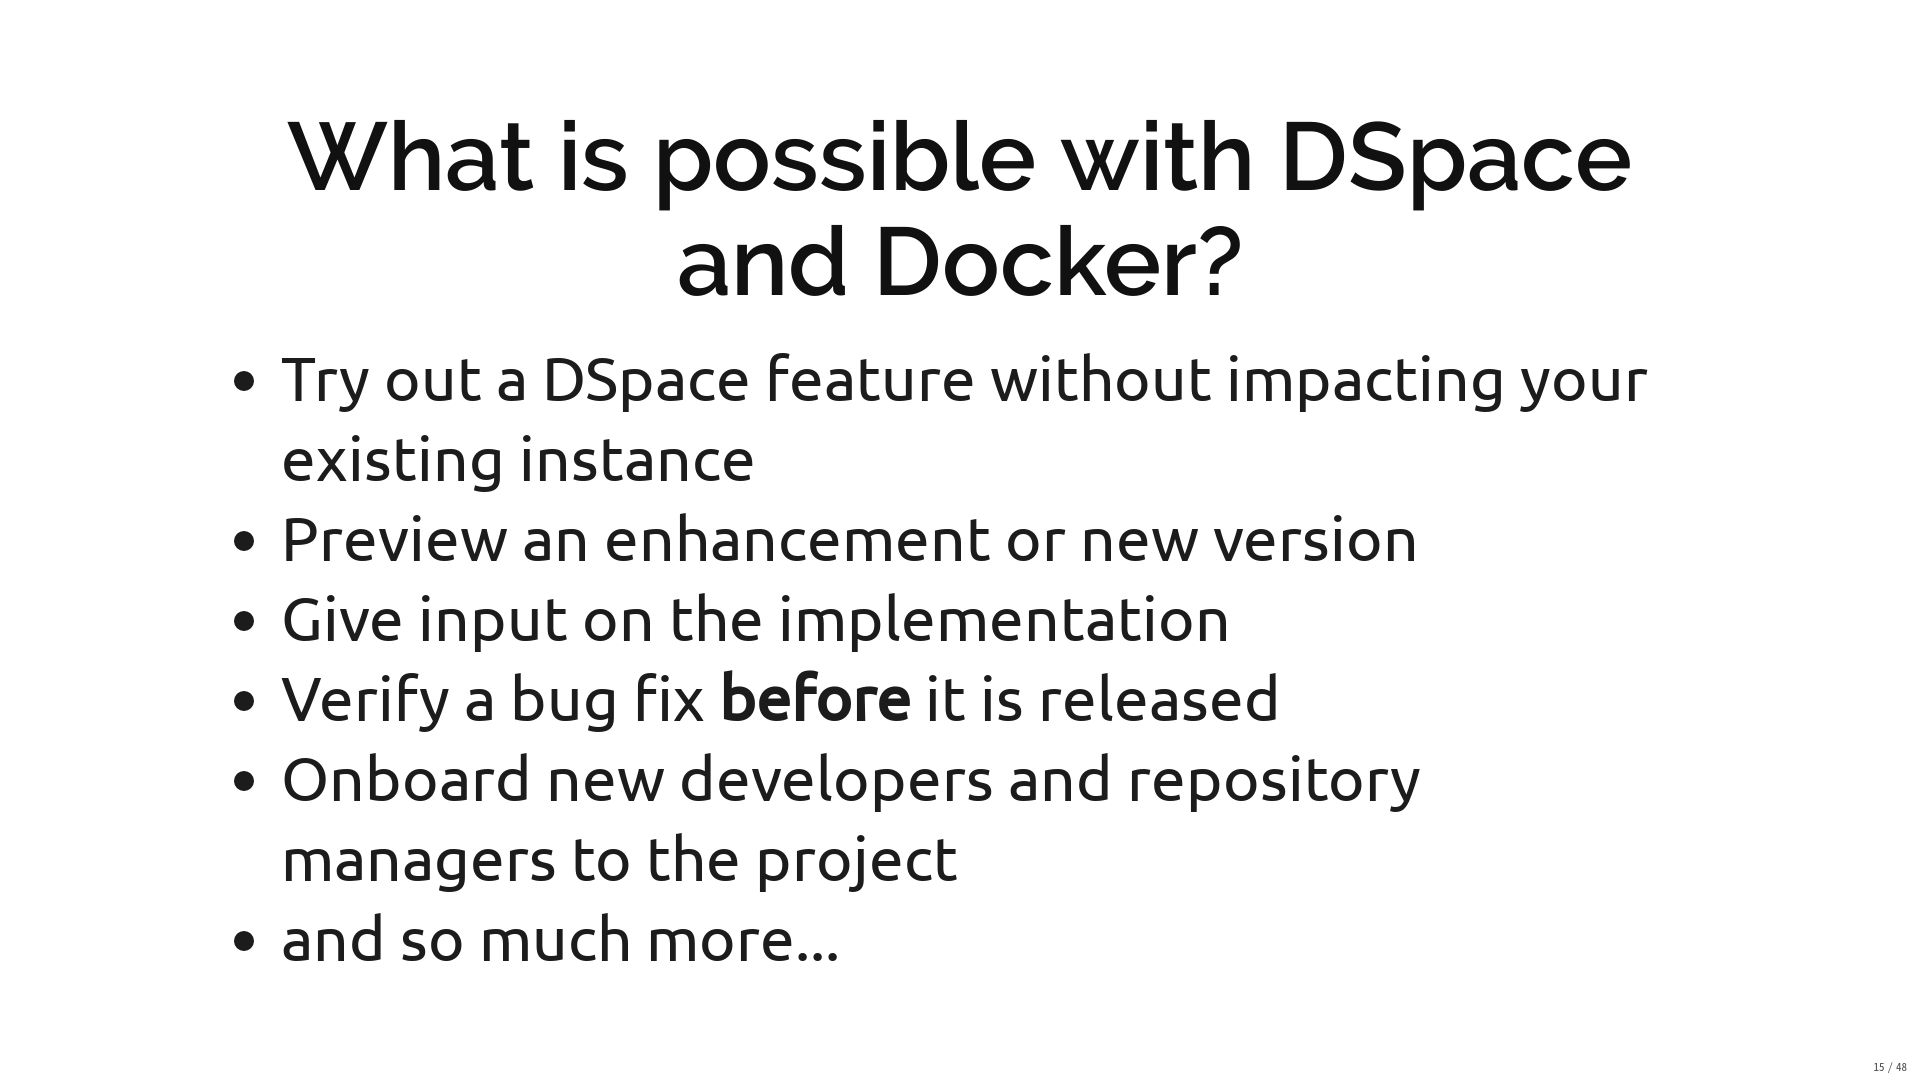 What is possible with DSpace
and Docker?
• Try out a DSpace feature without impacting your
existing instance
• Preview an enhancement or new version
• Give input on the implementation
• Verify a bug fix before it is released
• Onboard new developers and repository
managers to the project
• and so much more...
15 / 48